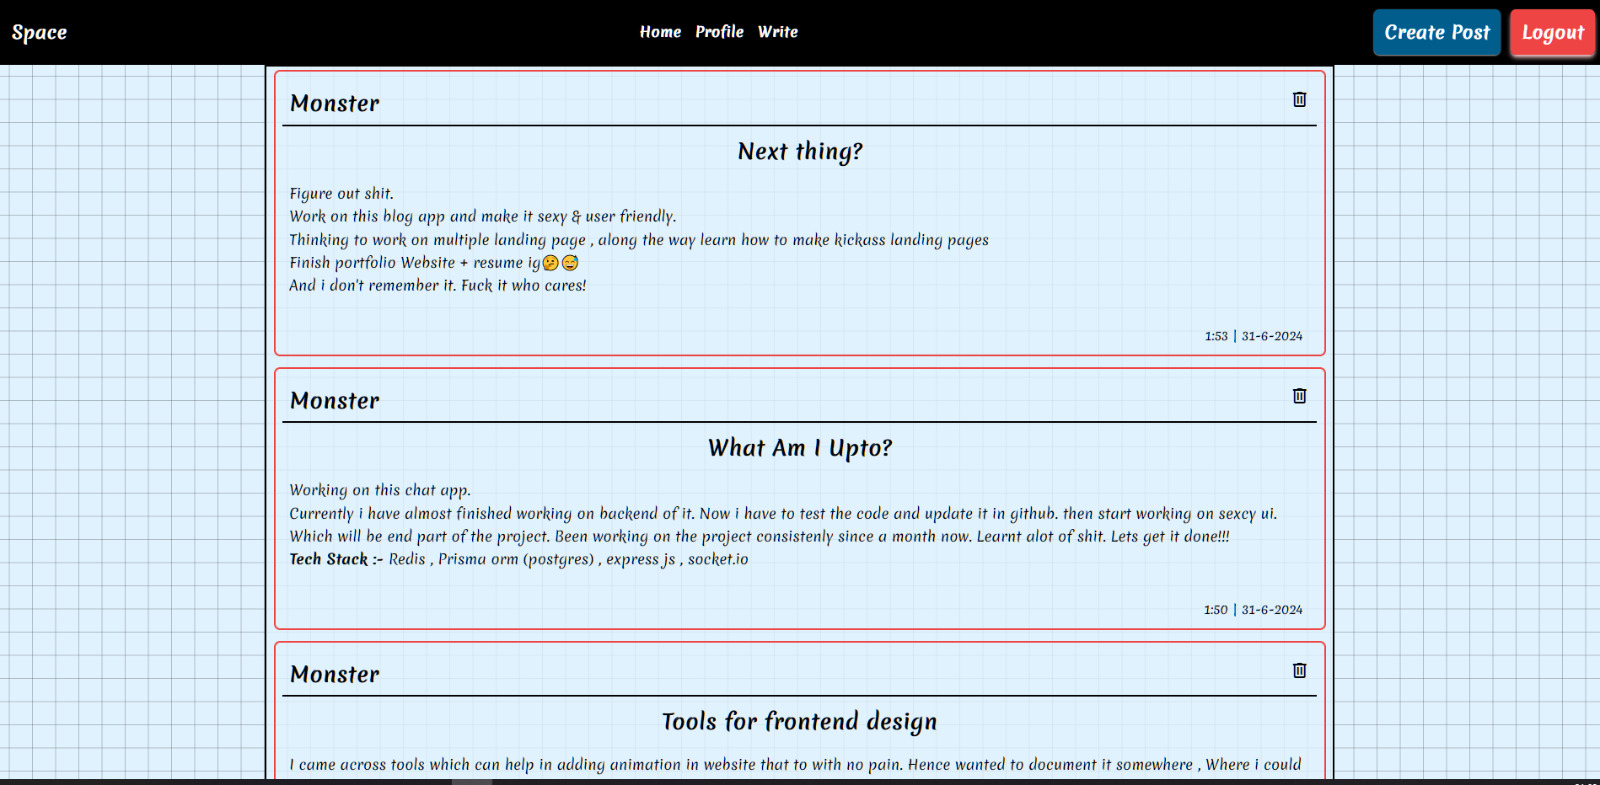 Space
Home Profile Write
Create Post
Logout
Monster
Next thing?
Figure out shit.
Work on this blog app and make it sexy & user friendly.
Thinking to work on multiple landing page , along the way learn how to make kickass landing pages
Finish portfolio Website + resume ig🤔😅
And i don't remember it. Fuck it who cares!
1:53 | 31-6-2024
Monster
What Am I Upto?
Working on this chat app.
Currently i have almost finished working on backend of it. Now i have to test the code and update it in github. then start working on sexcy ui.
Which will be end part of the project. Been working on the project consistenly since a month now. Learnt alot of shit. Lets get it done!!!
Tech Stack :- Redis , Prisma orm (postgres) , express js , socket.io
1:50 | 31-6-2024
Monster
Tools for frontend design
I came across tools which can help in adding animation in website that to with no pain. Hence wanted to document it somewhere , Where i could